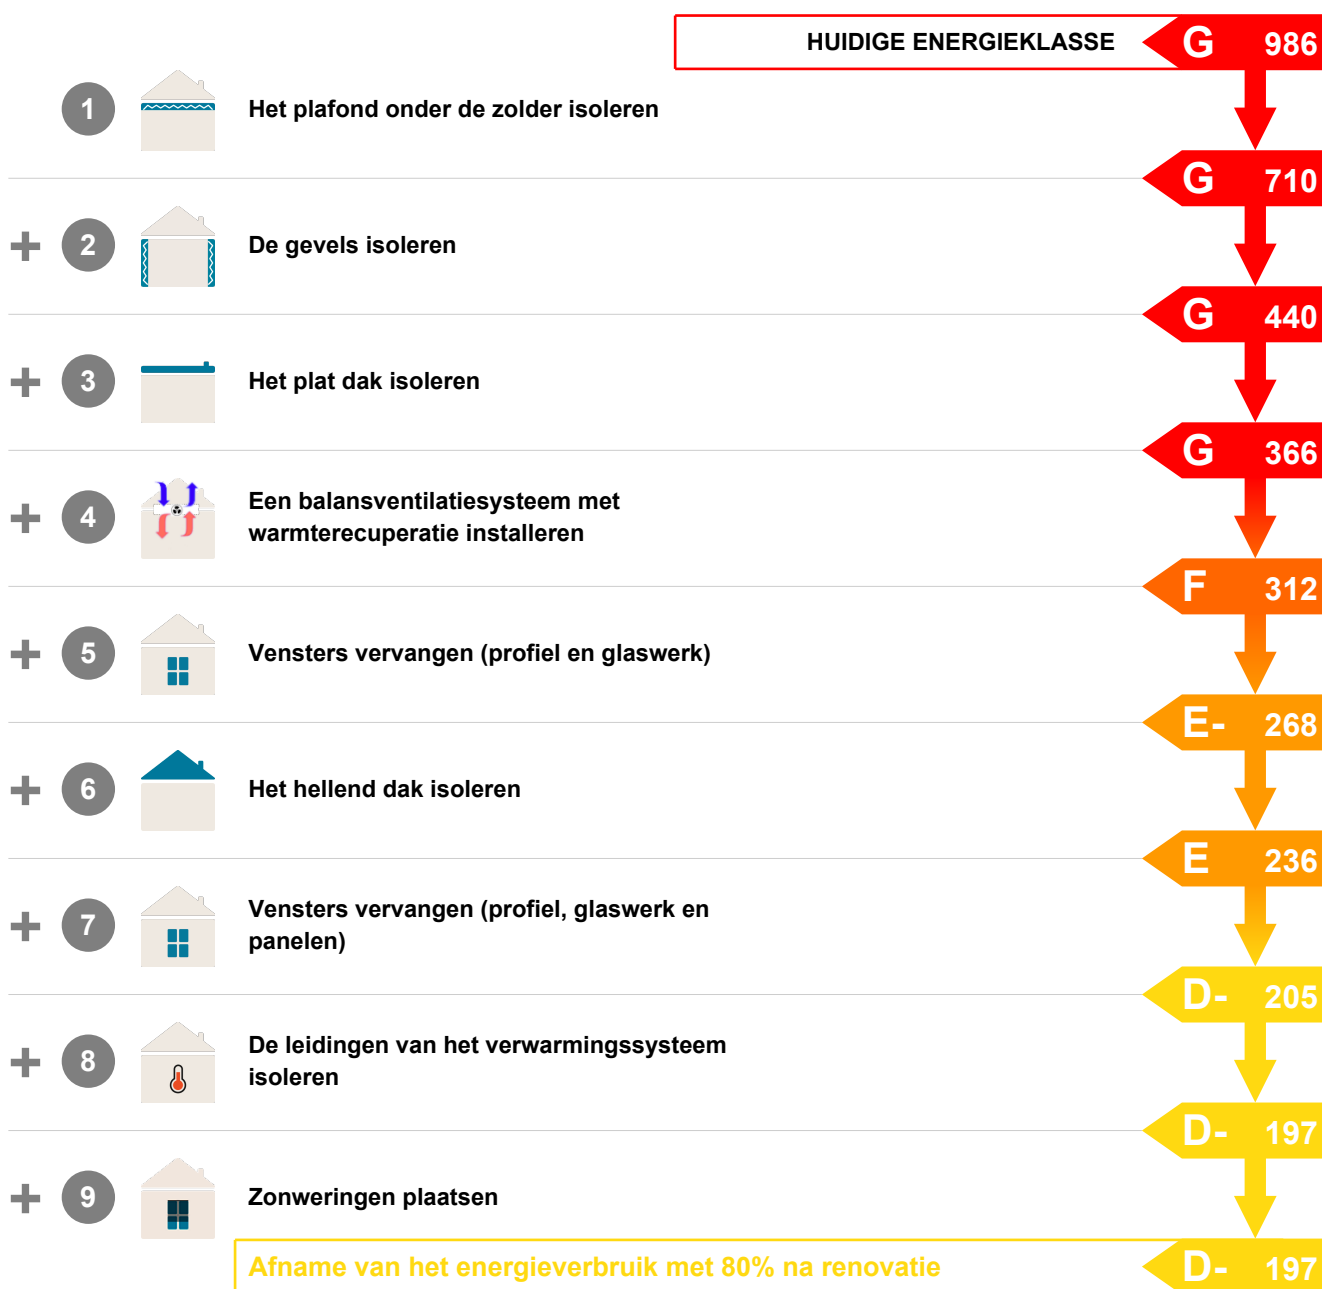 HUIDIGE ENERGIEKLASSE G 986
1 Het plafond onder de zolder isoleren
G 710
+ 2 De gevels isoleren
G 440
+ 3 Het plat dak isoleren
G 366
+ 4 Een balansventilatiesysteem met
warmterecuperatie installeren
F 312
+ 5 Vensters vervangen (profiel en glaswerk)
E- 268
+ 6 Het hellend dak isoleren
E 236
+ 7 Vensters vervangen (profiel, glaswerk en
panelen)
D- 205
+ 8 De leidingen van het verwarmingssysteem
isoleren
D- 197
+ 9 Zonweringen plaatsen
Afname van het energieverbruik met 80% na renovatie D- 197